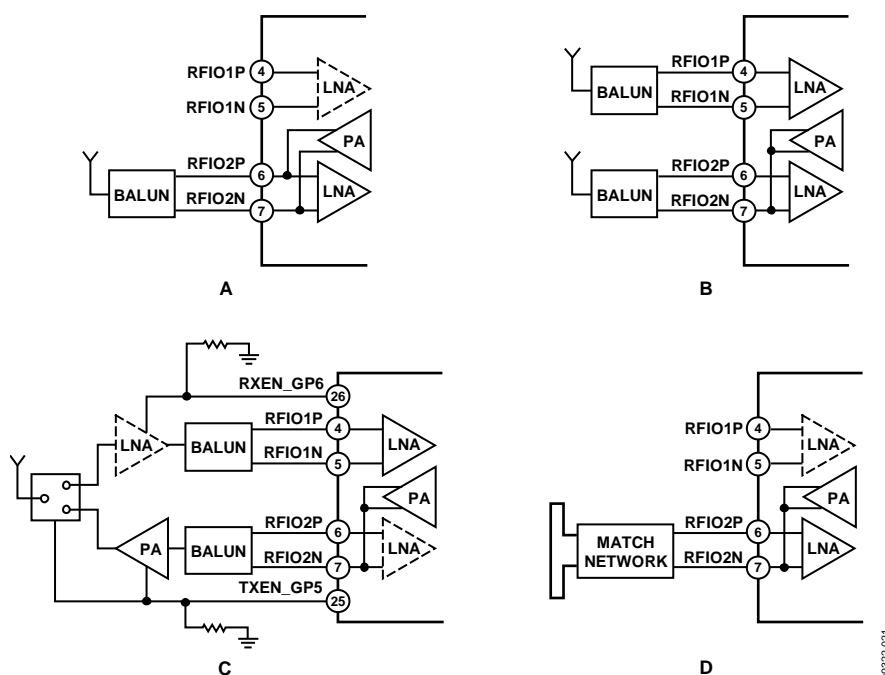 RFIO1P 4
LNA
RFIO1N 5
PA
RFIO2P 6
BALUN LNA
RFIO2N 7
A
RFIO1P 4
BALUN LNA
RFIO1N 5
PA
RFIO2P 6
BALUN LNA
RFIO2N 7
B
RXEN_GP6 26
RFIO1P 4
LNA BALUN LNA
RFIO1N 5
PA
RFIO2P 6
PA BALUN LNA
RFIO2N 7
TXEN_GP5 25
C
RFIO1P 4
LNA
RFIO1N 5
PA
RFIO2P 6
MATCH
NETWORK LNA
RFIO2N 7
D